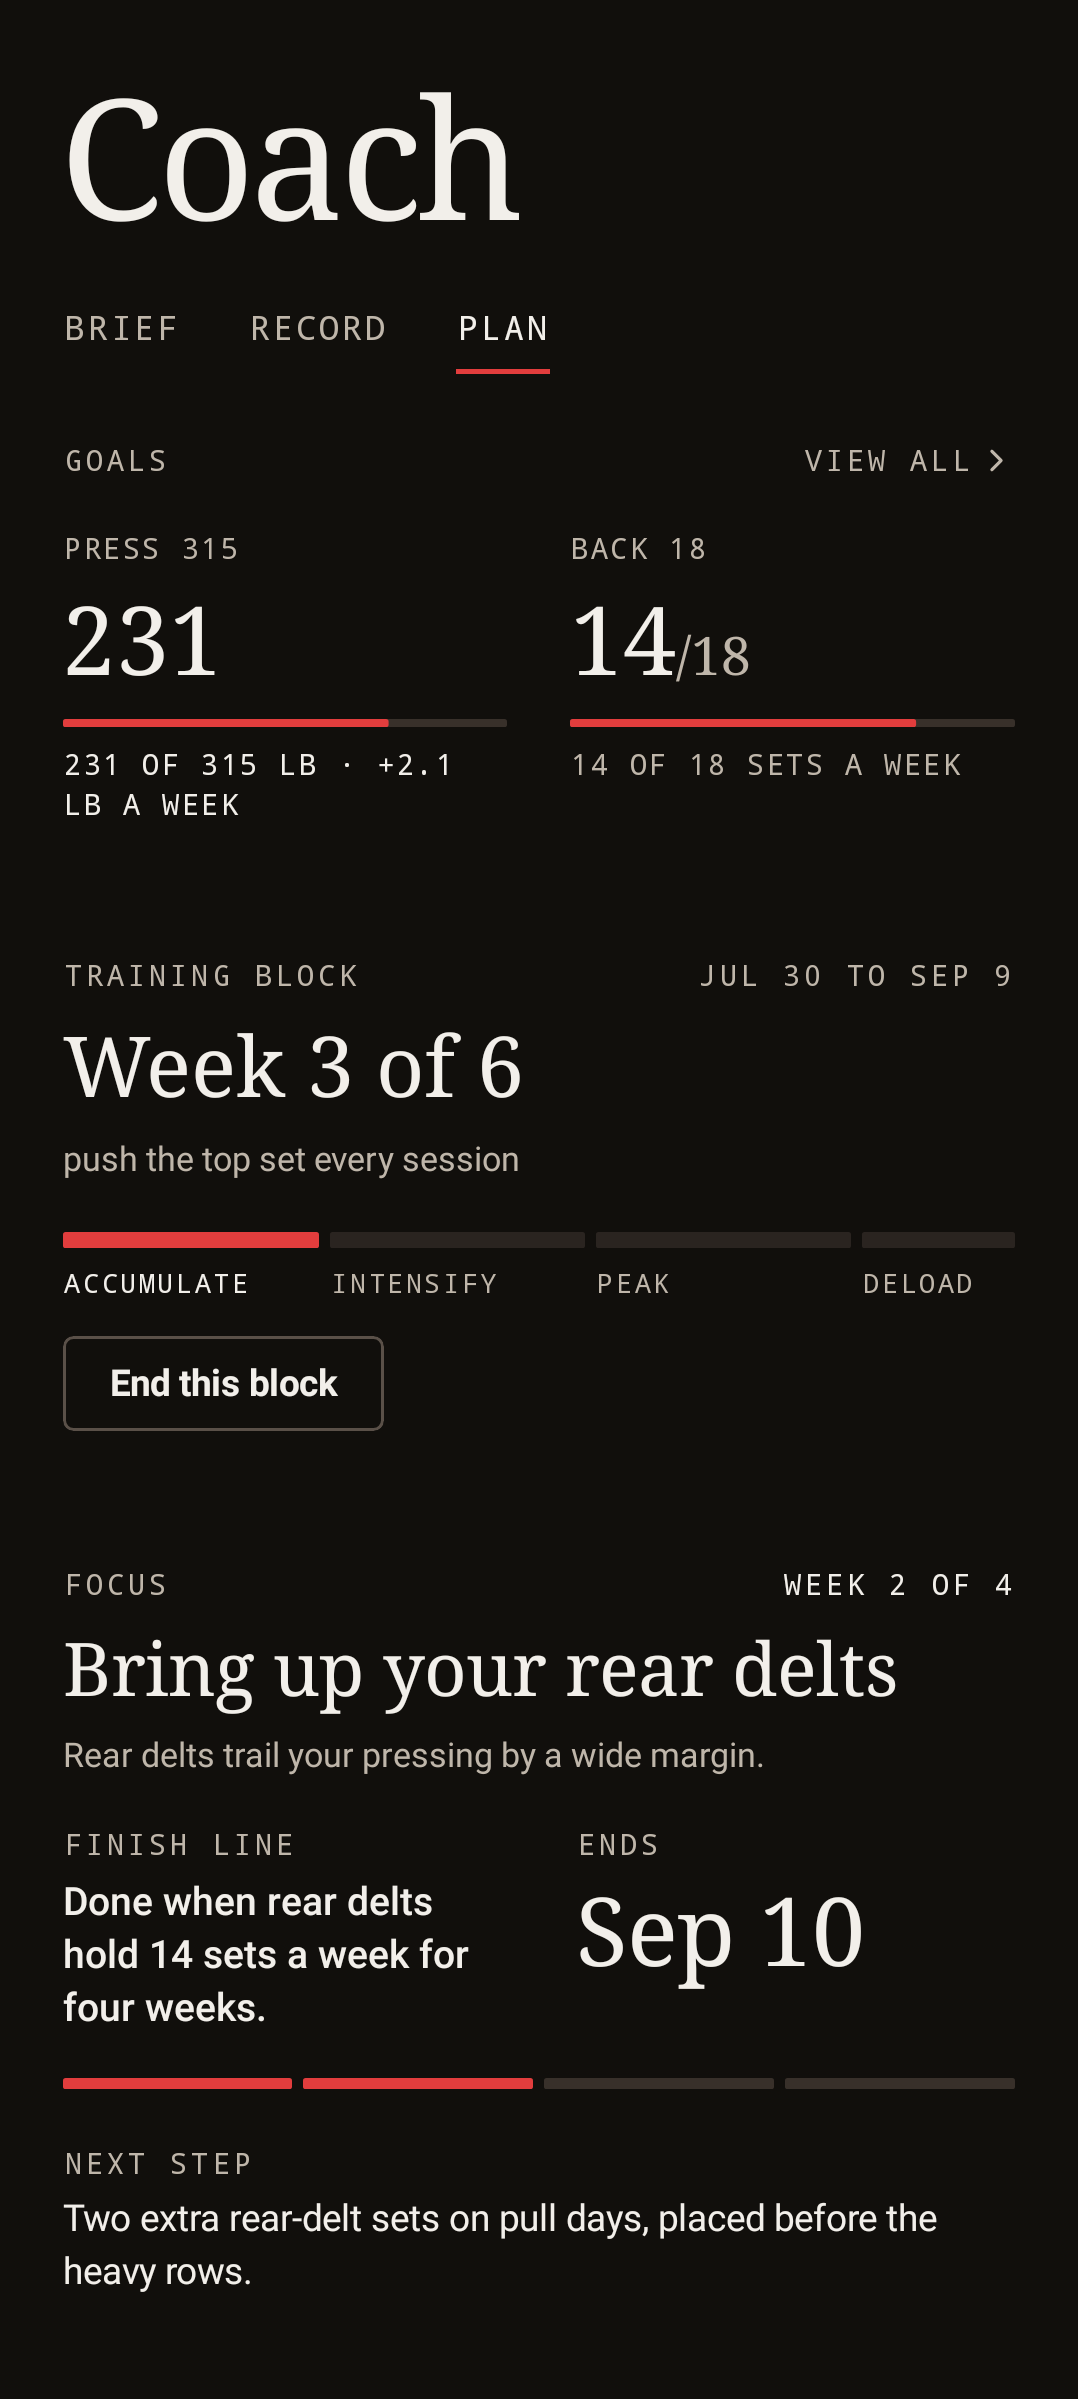 Coach
BRIEF RECORD PLAN
GOALS VIEW ALL >
PRESS 315 BACK 18
231 14/18
231 OF 315 LB · +2.1 14 OF 18 SETS A WEEK
LB A WEEK
TRAINING BLOCK JUL 30 TO SEP 9
Week 3 of 6
push the top set every session
ACCUMULATE INTENSIFY PEAK DELOAD
End this block
FOCUS WEEK 2 OF 4
Bring up your rear delts
Rear delts trail your pressing by a wide margin.
FINISH LINE ENDS
Done when rear delts Sep 10
hold 14 sets a week for
four weeks.
NEXT STEP
Two extra rear-delt sets on pull days, placed before the
heavy rows.